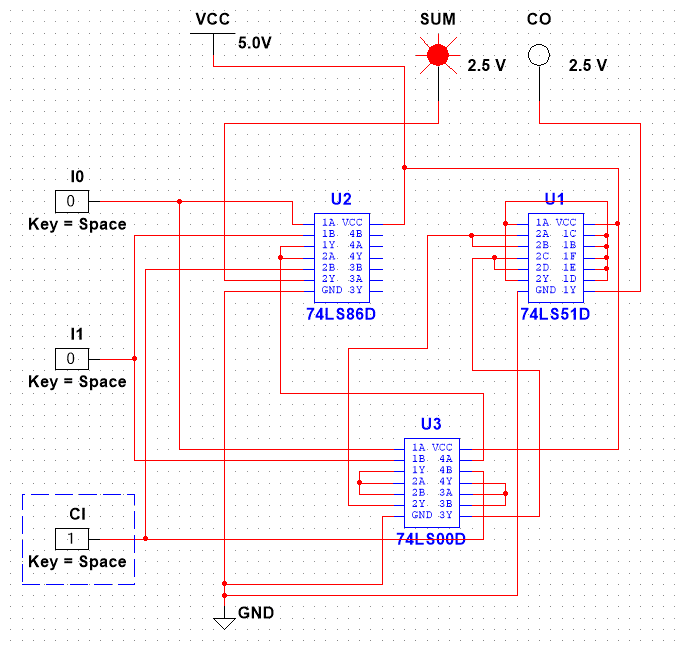 VCC
5.0V
SUM
2.5 V
CO
2.5 V
I0
0
Key = Space
U2
1A VCC
1B 4B
1Y 4A
2A 4Y
2B 3B
2Y 3A
GND 3Y
74LS86D
U1
1A VCC
2A 1C
2B 1B
2C 1F
2D 1E
2Y 1D
GND 1Y
74LS51D
I1
0
Key = Space
U3
1A VCC
1B 4A
1Y 4B
2A 4Y
2B 3A
2Y 3B
GND 3Y
74LS00D
CI
1
Key = Space
GND